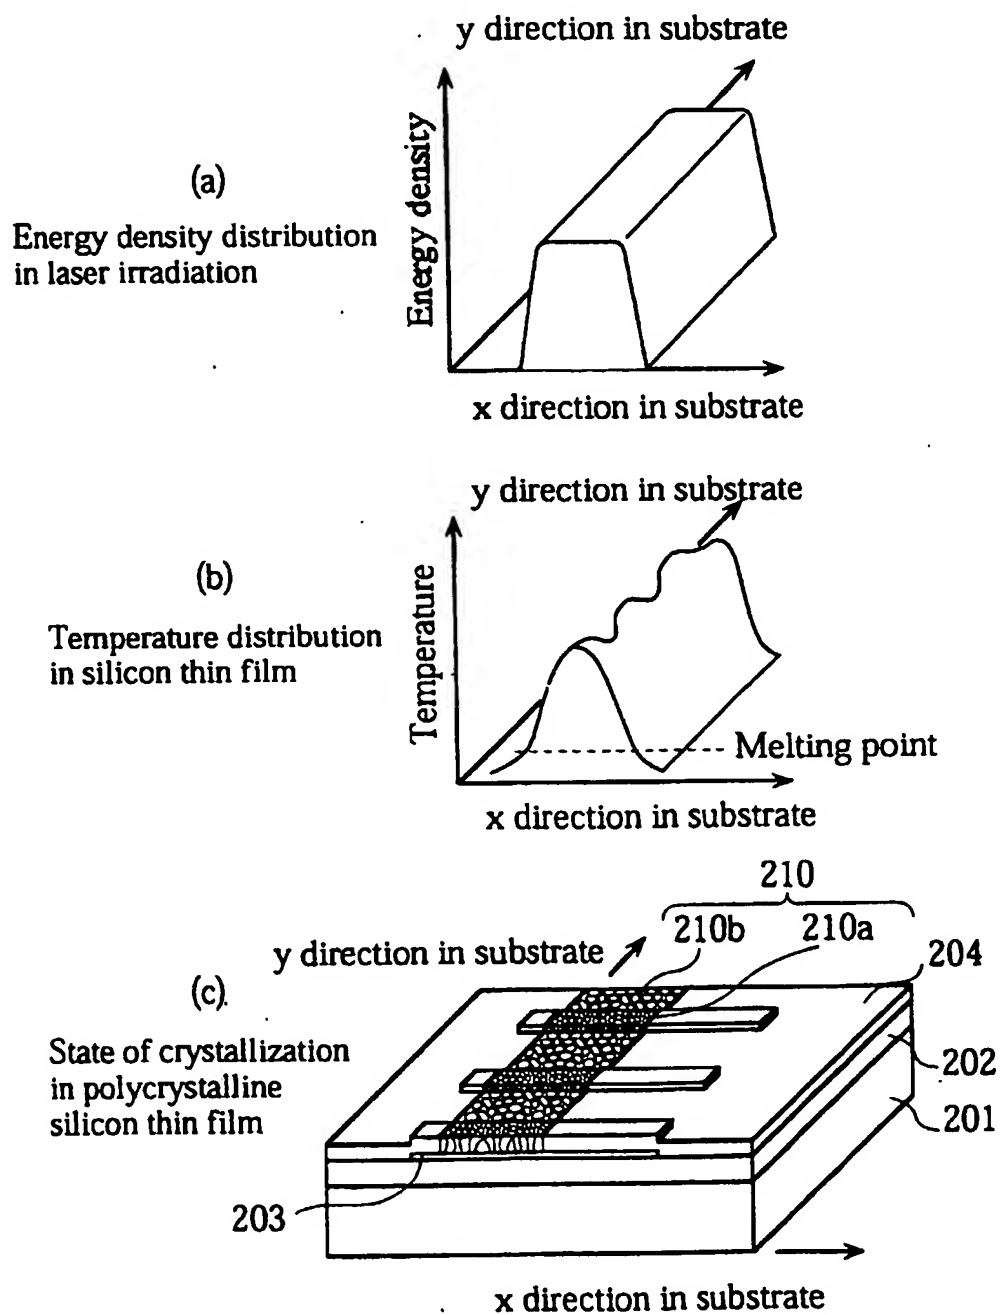 y direction in substrate
Energy density
(a)
Energy density distribution
in laser irradiation
x direction in substrate
y direction in substrate
Temperature
(b)
Temperature distribution
in silicon thin film
Melting point
x direction in substrate
210
210b
210a
y direction in substrate
204
(c)
State of crystallization
in polycrystalline
silicon thin film
202
201
203
x direction in substrate